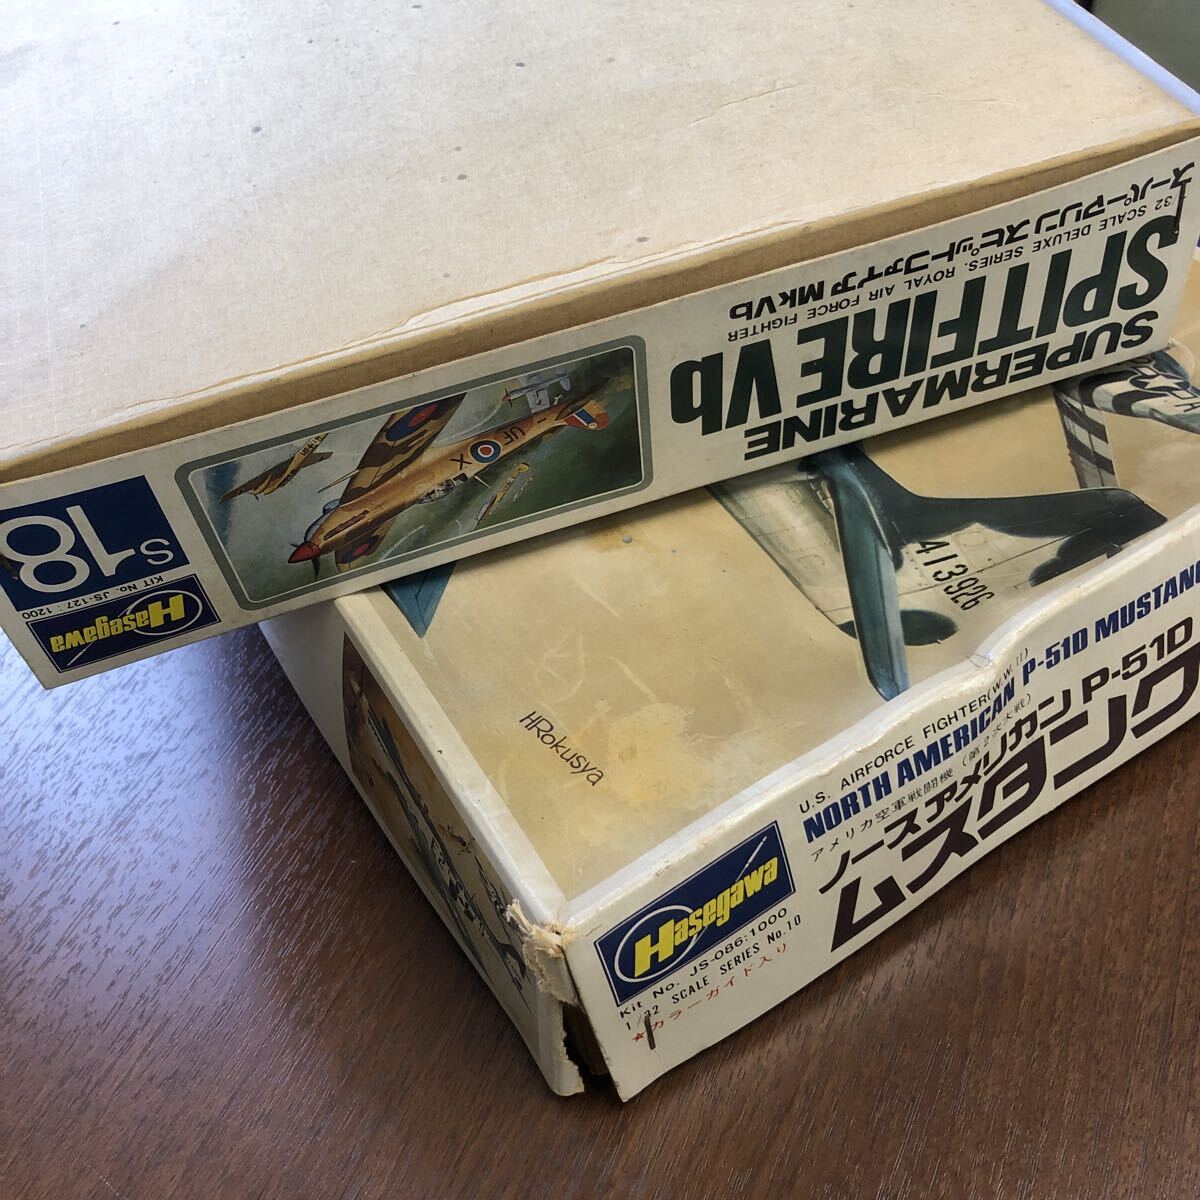 SUPERMARINE
SPITFIRE Vb
32 SCALE DELUXE SERIES. ROYAL AIR FORCE FIGHTER
スーパーマリン スピットファイア Mk Vb
UF
X
S
18
Hasegawa
KIT No. JS-127 : 1200
413926
HRokusya
U.S. AIRFORCE FIGHTER(W.W.II)
NORTH AMERICAN P-51D MUSTANG
アメリカ空軍戦闘機 (第2次大戦)
ノースアメリカン P-51D
ムスタング
Hasegawa
Kit No. JS-086:1000
1/32 SCALE SERIES No.10
★カラーガイド入り